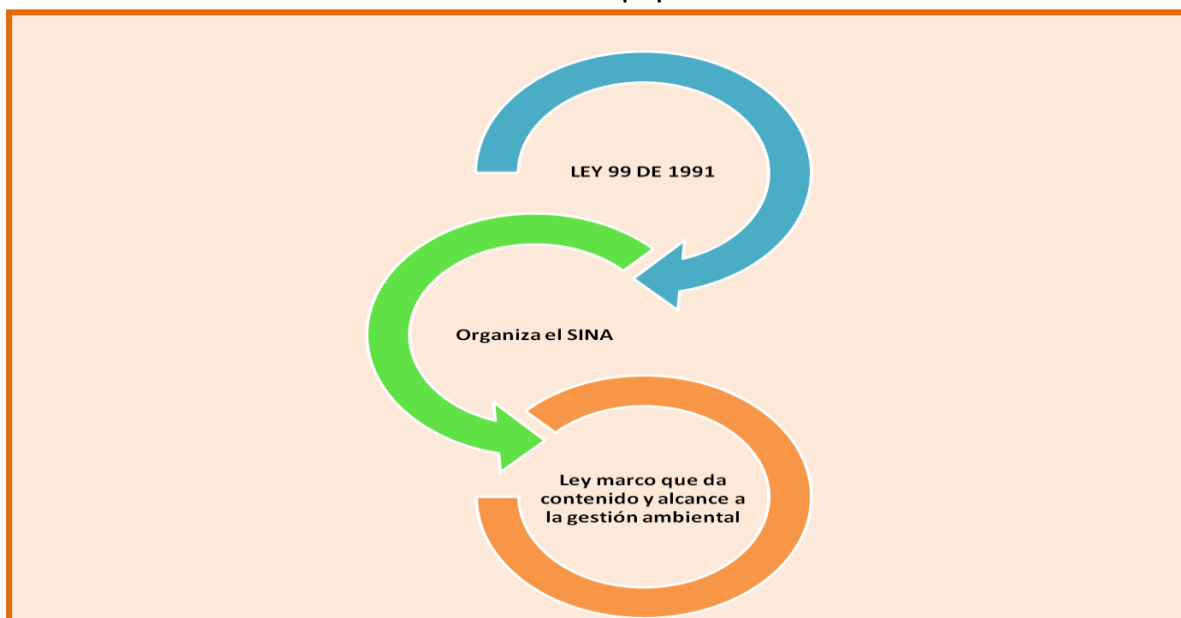 LEY 99 DE 1991
Organiza el SINA
Ley marco que da
contenido y alcance a
la gestión ambiental